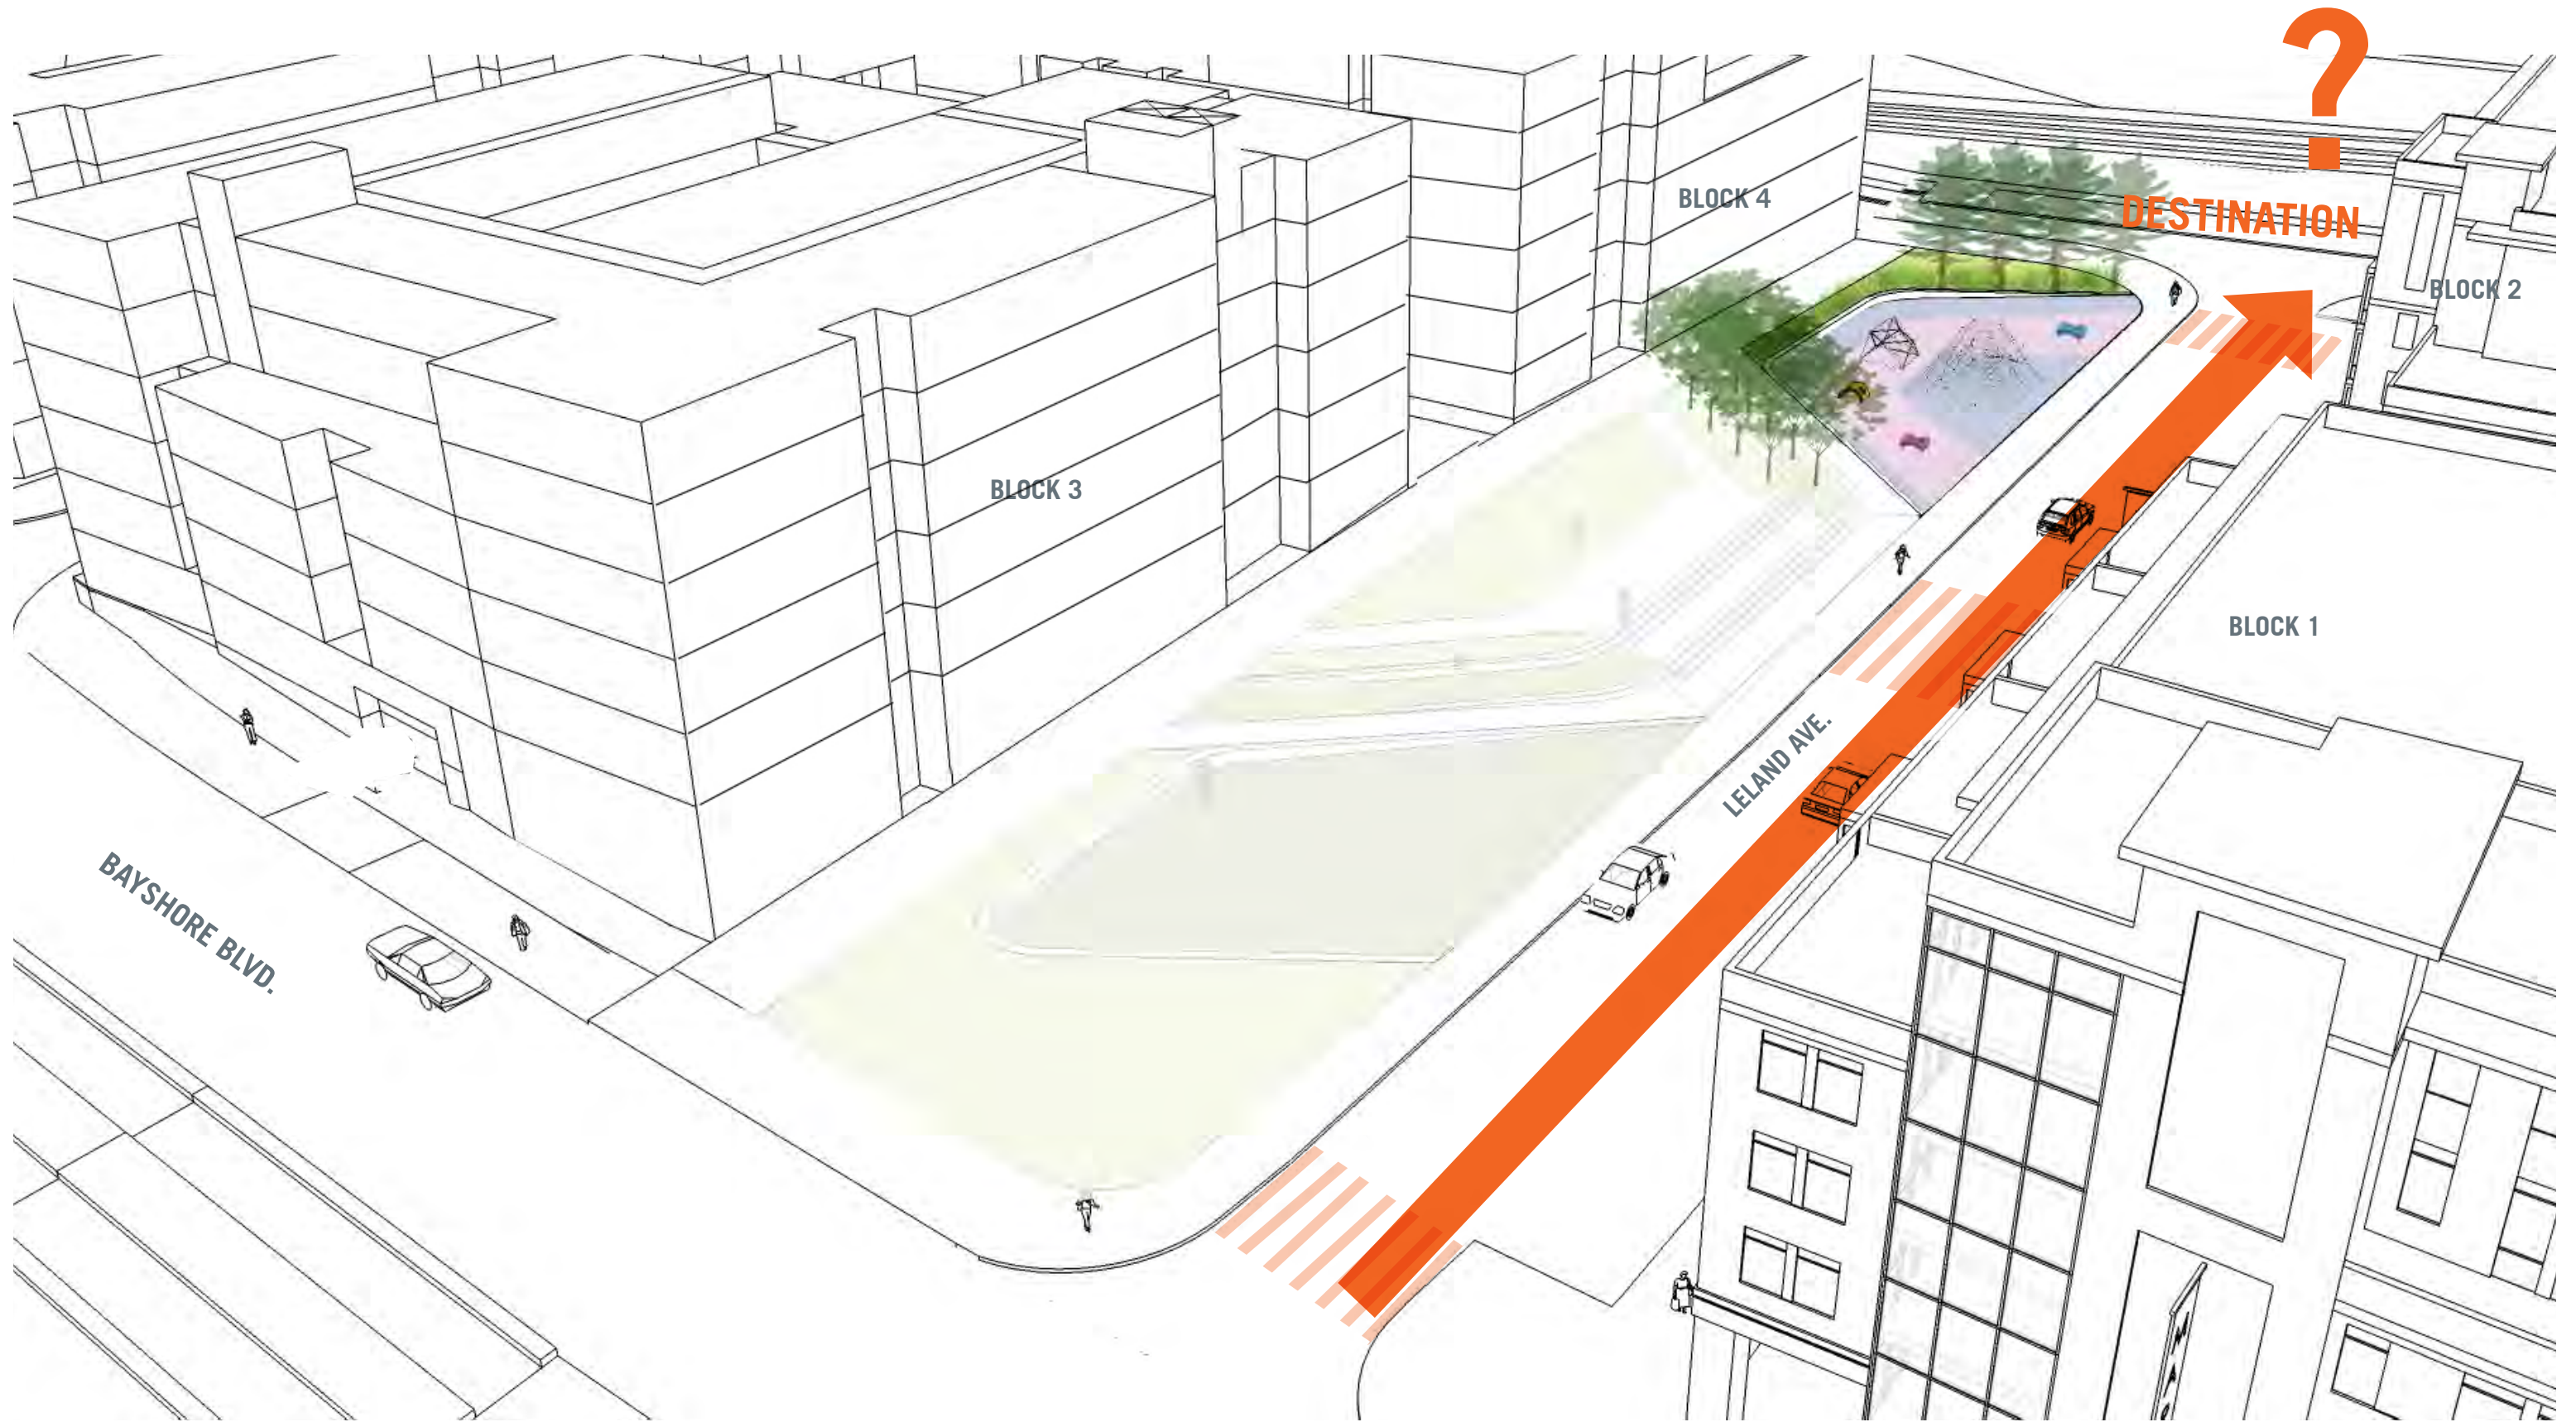 ?
DESTINATION
BLOCK 4
BLOCK 2
BLOCK 3
BLOCK 1
LELAND AVE.
BAYSHORE BLVD.